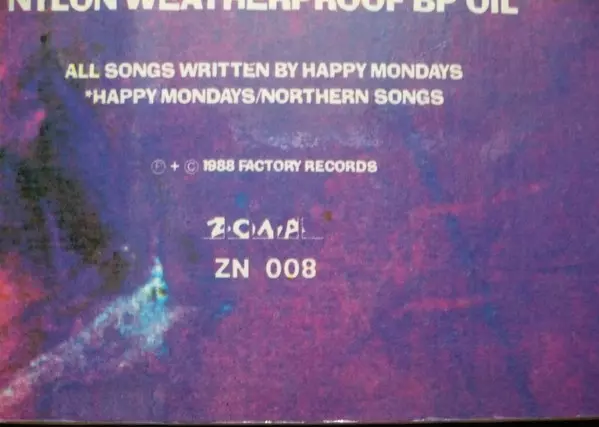 NYLON WEATHERPROOF BP OIL
ALL SONGS WRITTEN BY HAPPY MONDAYS
*HAPPY MONDAYS/NORTHERN SONGS
℗ + © 1988 FACTORY RECORDS
ZN 008